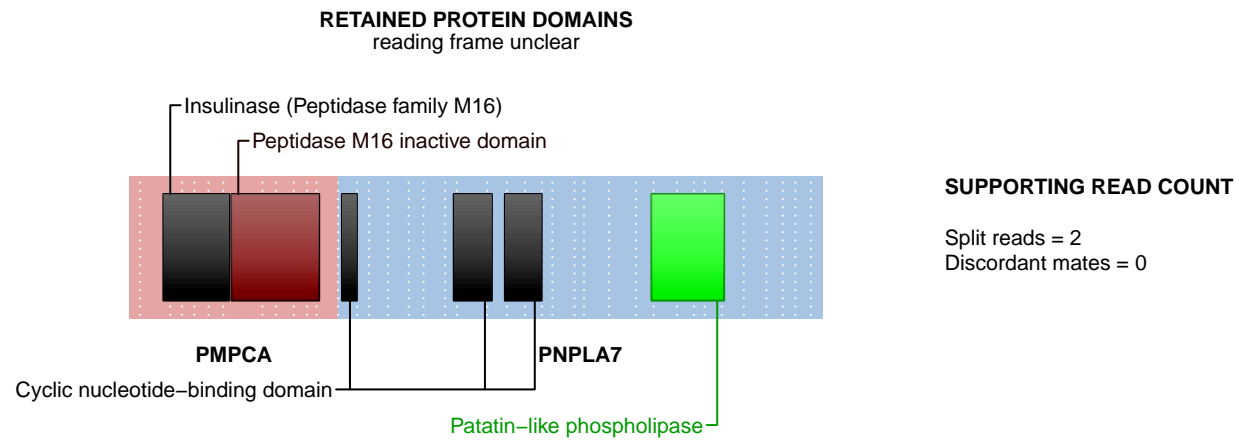 RETAINED PROTEIN DOMAINS
reading frame unclear
Insulinase (Peptidase family M16)
Peptidase M16 inactive domain
SUPPORTING READ COUNT
Split reads = 2
Discordant mates = 0
PMPCA
PNPLA7
Cyclic nucleotide−binding domain
Patatin−like phospholipase